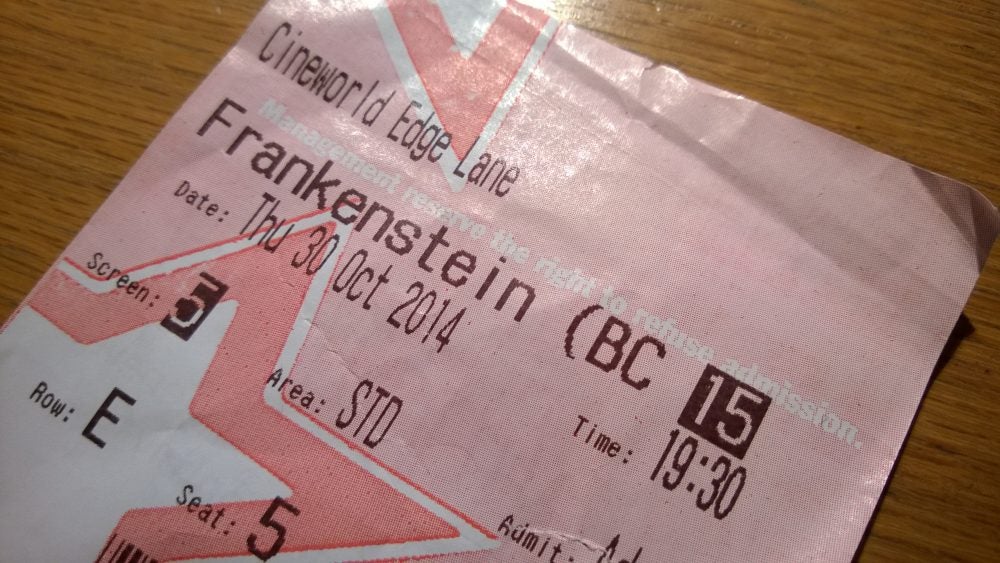 Cineworld Edge Lane
Management reserve the right to refuse admission.
Frankenstein (BC 15
Date: Thu 30 Oct 2014
Time: 19:30
Screen: 3
Area: STD
Row: E
Seat: 5
Admit: